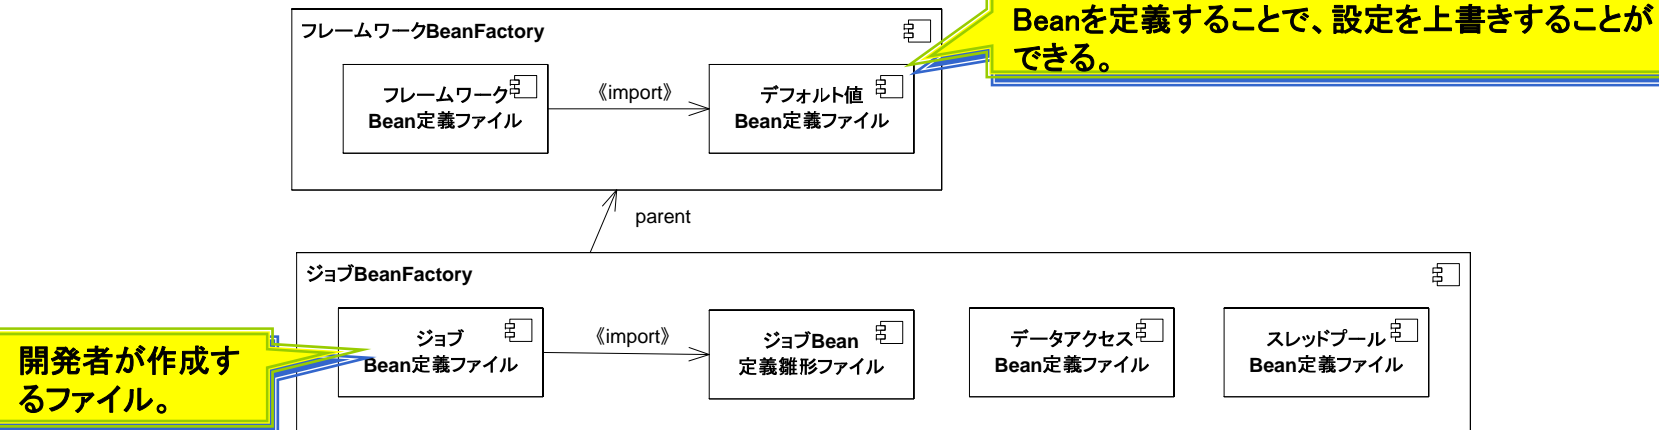 Beanを定義することで、設定を上書きすることが
できる。
フレームワークBeanFactory
フレームワーク
Bean定義ファイル
《import》
デフォルト値
Bean定義ファイル
parent
ジョブBeanFactory
ジョブ
Bean定義ファイル
《import》
ジョブBean
定義雛形ファイル
データアクセス
Bean定義ファイル
スレッドプール
Bean定義ファイル
開発者が作成す
るファイル。